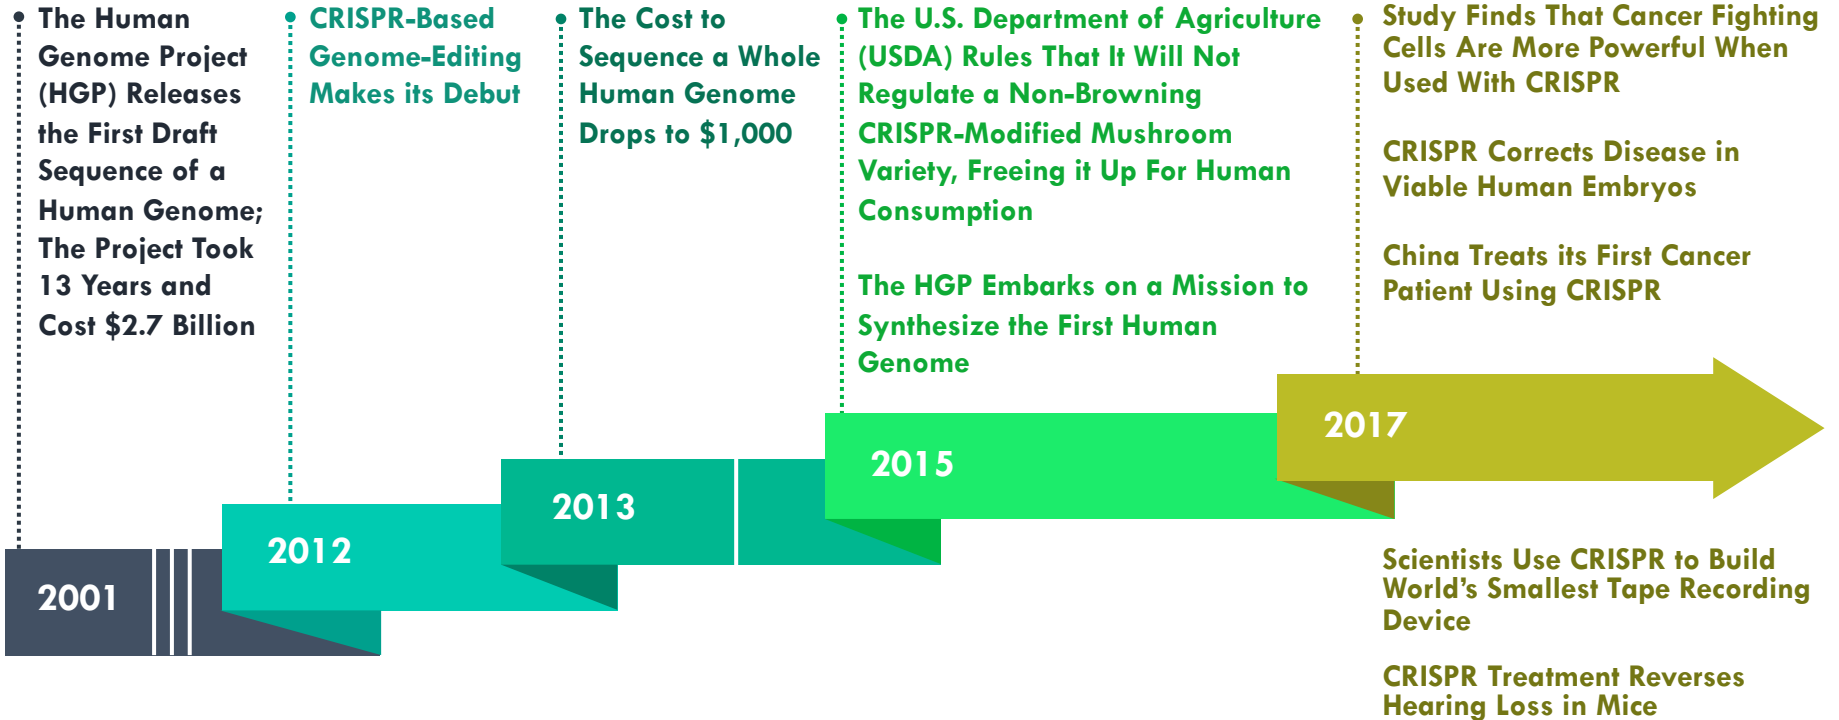 The Human
Genome Project
(HGP) Releases
the First Draft
Sequence of a
Human Genome;
The Project Took
13 Years and
Cost $2.7 Billion
CRISPR-Based
Genome-Editing
Makes its Debut
The Cost to
Sequence a Whole
Human Genome
Drops to $1,000
The U.S. Department of Agriculture
(USDA) Rules That It Will Not
Regulate a Non-Browning
CRISPR-Modified Mushroom
Variety, Freeing it Up For Human
Consumption
The HGP Embarks on a Mission to
Synthesize the First Human
Genome
Study Finds That Cancer Fighting
Cells Are More Powerful When
Used With CRISPR
CRISPR Corrects Disease in
Viable Human Embryos
China Treats its First Cancer
Patient Using CRISPR
2001
2012
2013
2015
2017
Scientists Use CRISPR to Build
World's Smallest Tape Recording
Device
CRISPR Treatment Reverses
Hearing Loss in Mice